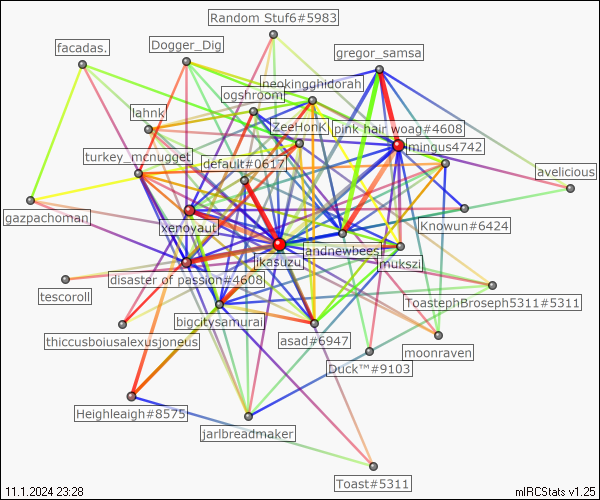 Random Stuf6#5983
facadas.
Dogger_Dig
gregor_samsa
neokingghidorah
ogshroom
lahnk
ZeeHonK
pink hair woag#4608
mingus4742
turkey_mcnugget
default#0617
avelicious
gazpachoman
xenoyaut
Knowun#6424
andnewbees
ikasuzu
mukszi
disaster of passion#4608
tescoroll
ToastephBroseph5311#5311
bigcitysamurai
thiccusboiusalexusjoneus
asad#6947
moonraven
Duck™#9103
Heighleaigh#8575
jarlbreadmaker
Toast#5311
11.1.2024 23:28
mIRCStats v1.25